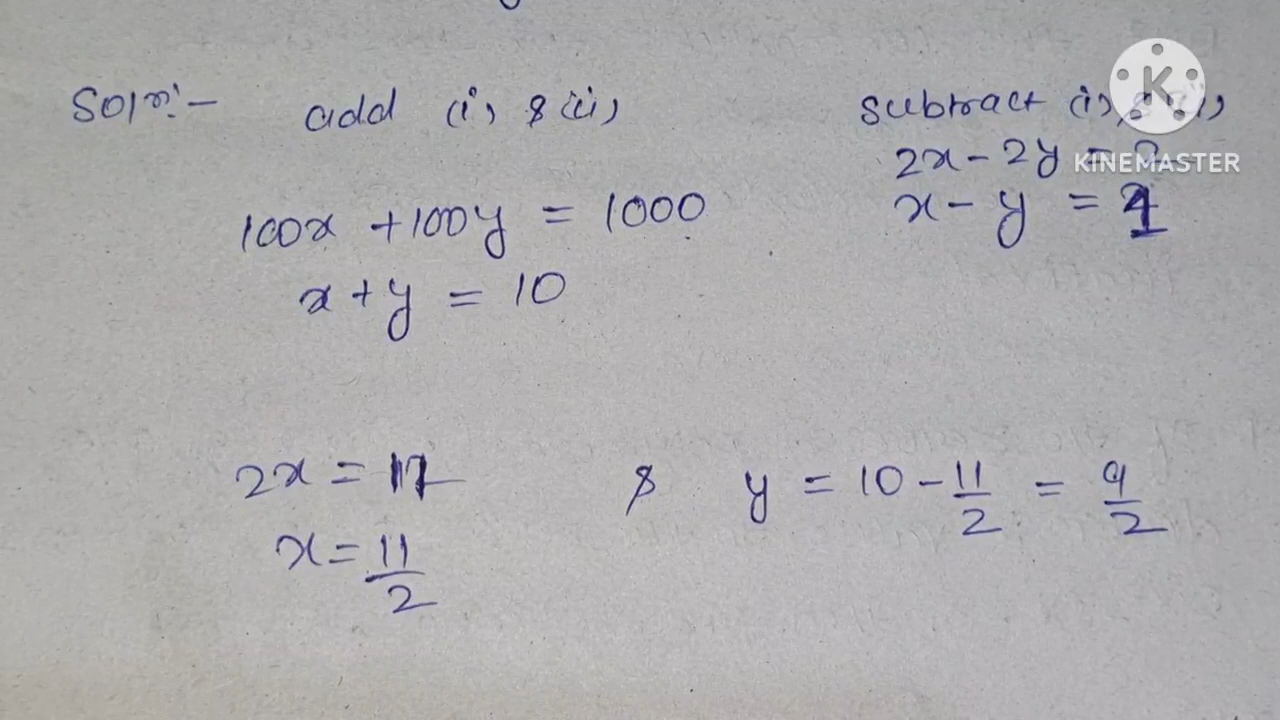 Soln:- add (i) & (ii)
100x + 100y = 1000
x + y = 10
subtract (i) & (ii)
2x - 2y = 2
x - y = 1
2x = 11
x = 11/2
& y = 10 - 11/2 = 9/2
KINEMASTER